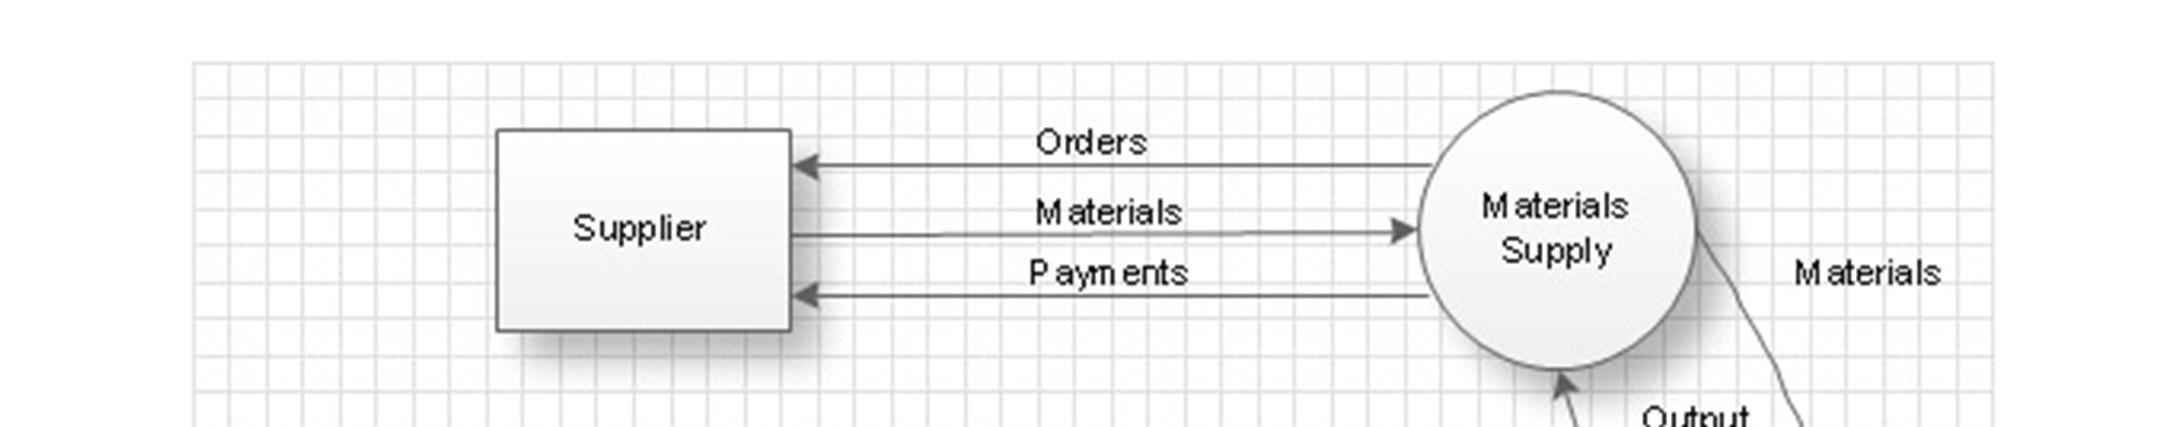 Orders
Materials
Supplier
Payments
Materials
Supply
Materials
Output